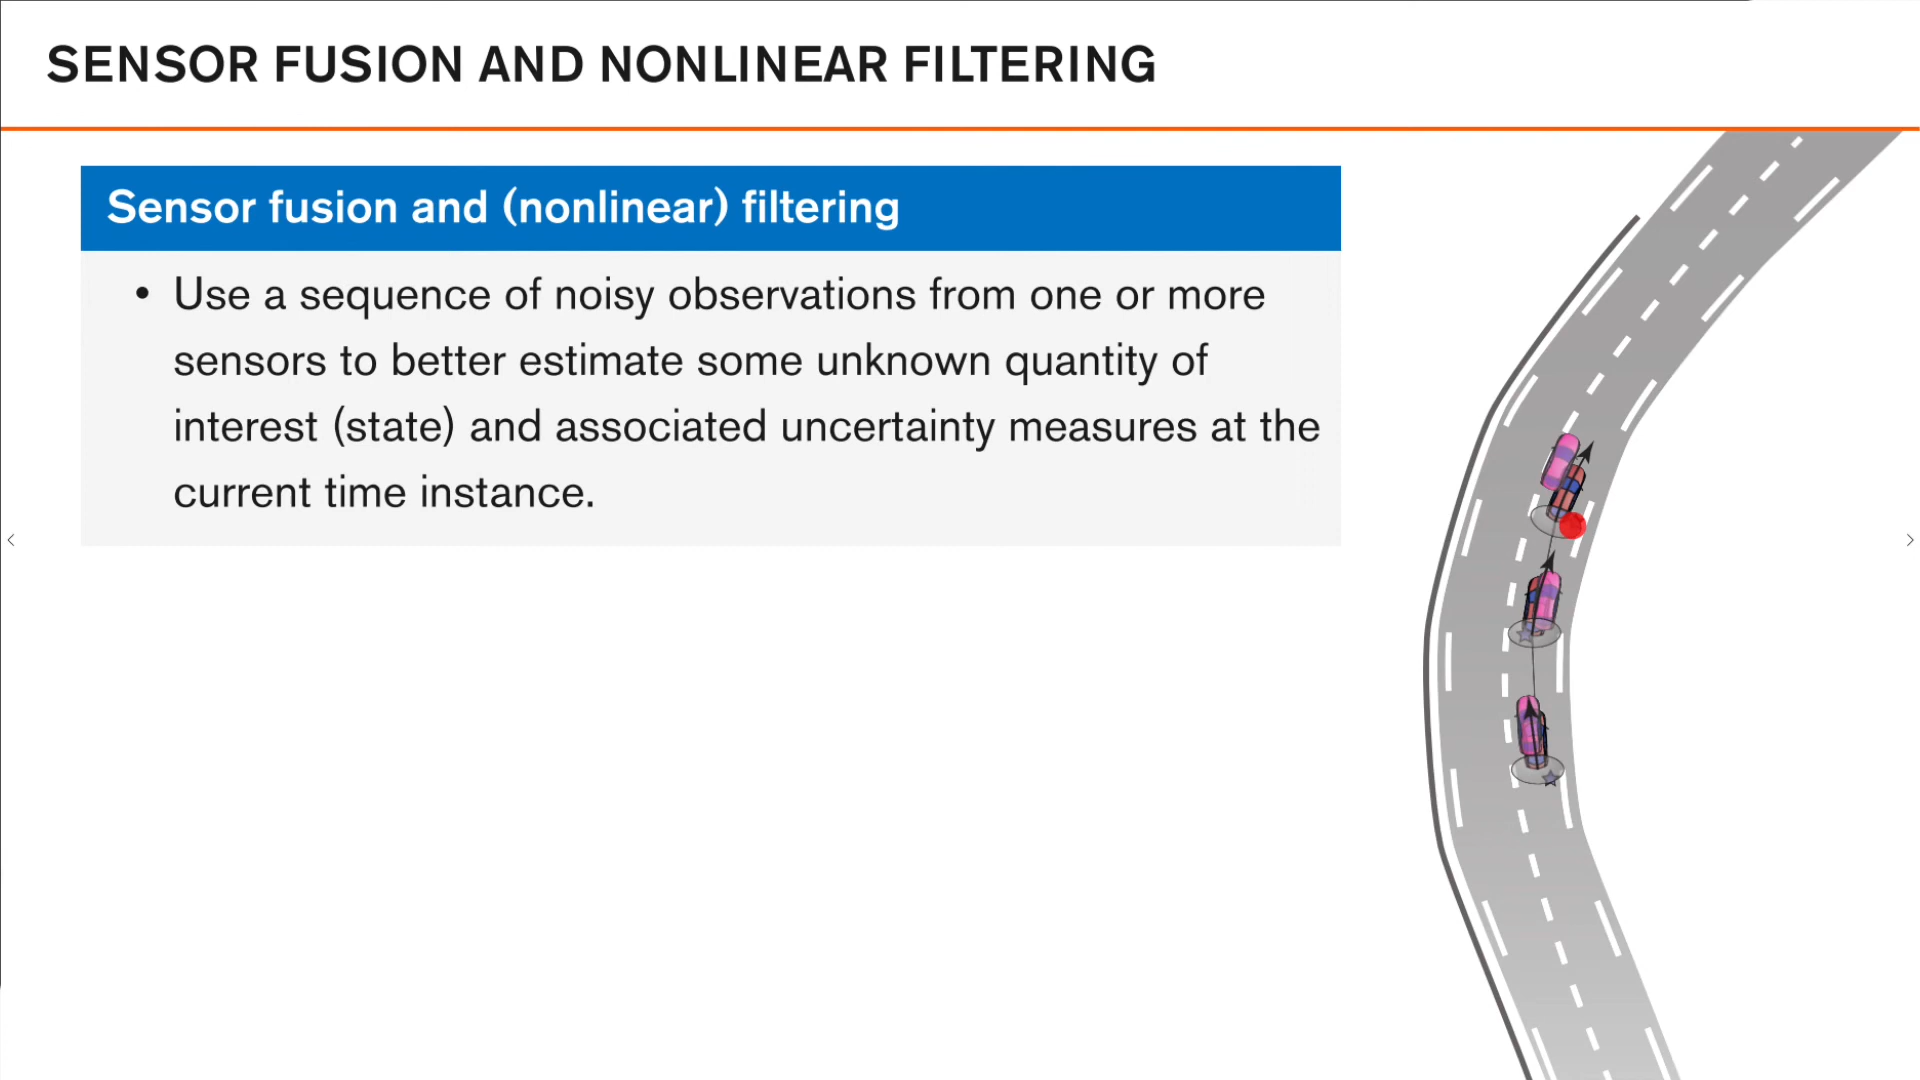 SENSOR FUSION AND NONLINEAR FILTERING
Sensor fusion and (nonlinear) filtering
• Use a sequence of noisy observations from one or more
sensors to better estimate some unknown quantity of
interest (state) and associated uncertainty measures at the
current time instance.